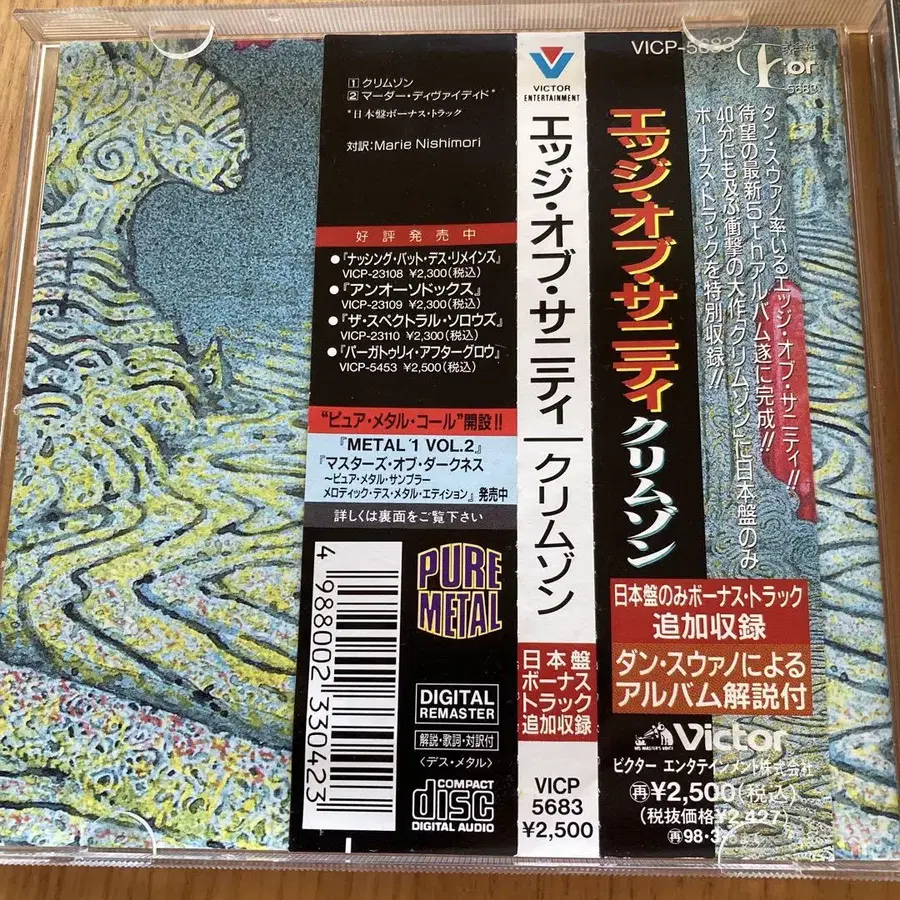 ①クリムゾン
②マーダー・ディヴァイディド*
*日本盤ボーナス・トラック
対訳:Marie Nishimori
好評発売中
●『ナッシング・バット・デス・リメインズ』
VICP-23108 ¥2,300(税込)
●『アンオーソドックス』
VICP-23109 ¥2,300(税込)
●『ザ・スペクトラル・ソロウズ』
VICP-23110 ¥2,300(税込)
●『パーガトゥリィ・アフターグロウ』
VICP-5453 ¥2,500(税込)
“ピュア・メタル・コール”開設!!
『METAL '1 VOL.2』
『マスターズ・オブ・ダークネス
~ピュア・メタル・サンプラー
メロディック・デス・メタル・エディション』発売中
詳しくは裏面をご覧下さい
4 988002 330423
PURE
METAL
DIGITAL
REMASTER
解説・歌詞・対訳付
〈デス・メタル〉
COMPACT
disc
DIGITAL AUDIO
VICTOR
ENTERTAINMENT
エッジ・オブ・サニティ クリムゾン
日本盤
ボーナス
トラック
追加収録
VICP
5683
¥2,500
VICP-5683
エッジ・オブ・サニティ クリムゾン
ダン・スウァノ率いるエッジ・オブ・サニティ!!
待望の最新5thアルバム遂に完成!!
40分にも及ぶ衝撃の大作「クリムゾン」に日本盤のみ
ボーナス・トラックを特別収録!!
日本盤のみボーナス・トラック
追加収録
ダン・スウァノによる
アルバム解説付
HIS MASTER'S VOICE
Victor
ビクター エンタテインメント株式会社
再¥2,500(税込)
(税抜価格¥2,427)
再98・3
まで